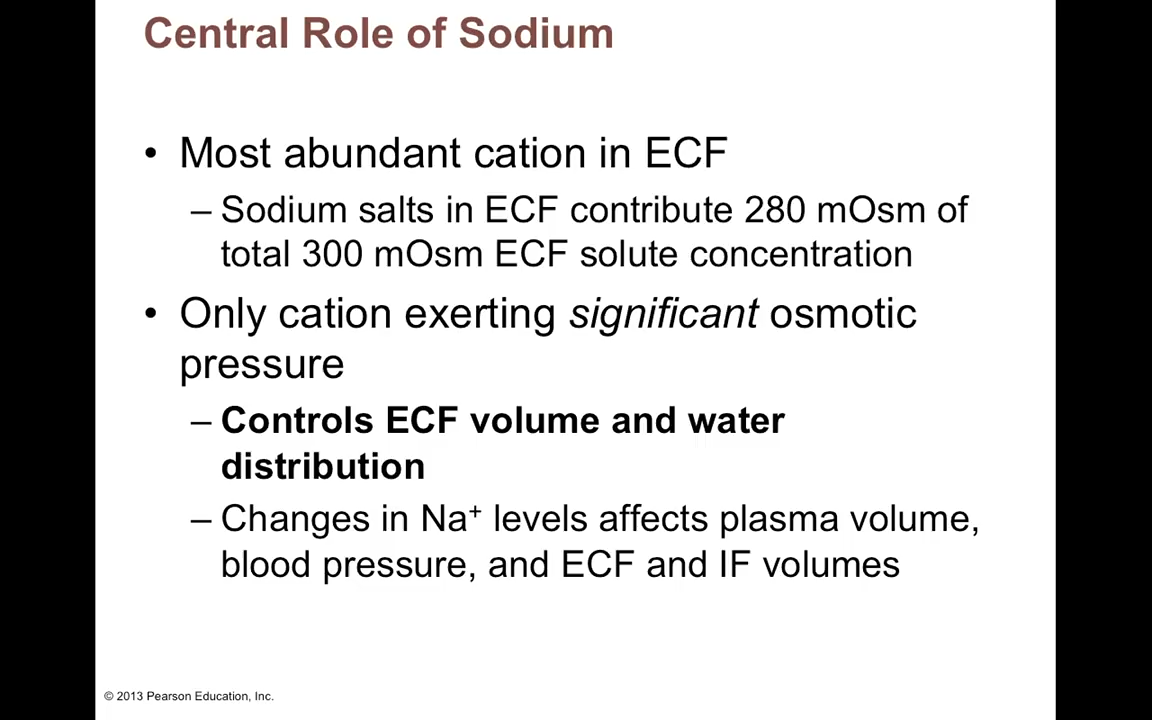 Central Role of Sodium
• Most abundant cation in ECF
– Sodium salts in ECF contribute 280 mOsm of
total 300 mOsm ECF solute concentration
• Only cation exerting significant osmotic
pressure
– Controls ECF volume and water
distribution
– Changes in Na⁺ levels affects plasma volume,
blood pressure, and ECF and IF volumes
© 2013 Pearson Education, Inc.